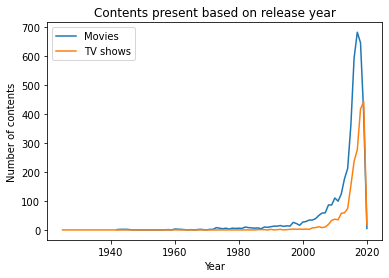 Contents present based on release year
Movies
TV shows
Number of contents
700
600
500
400
300
200
100
0
1940
1960
1980
2000
2020
Year